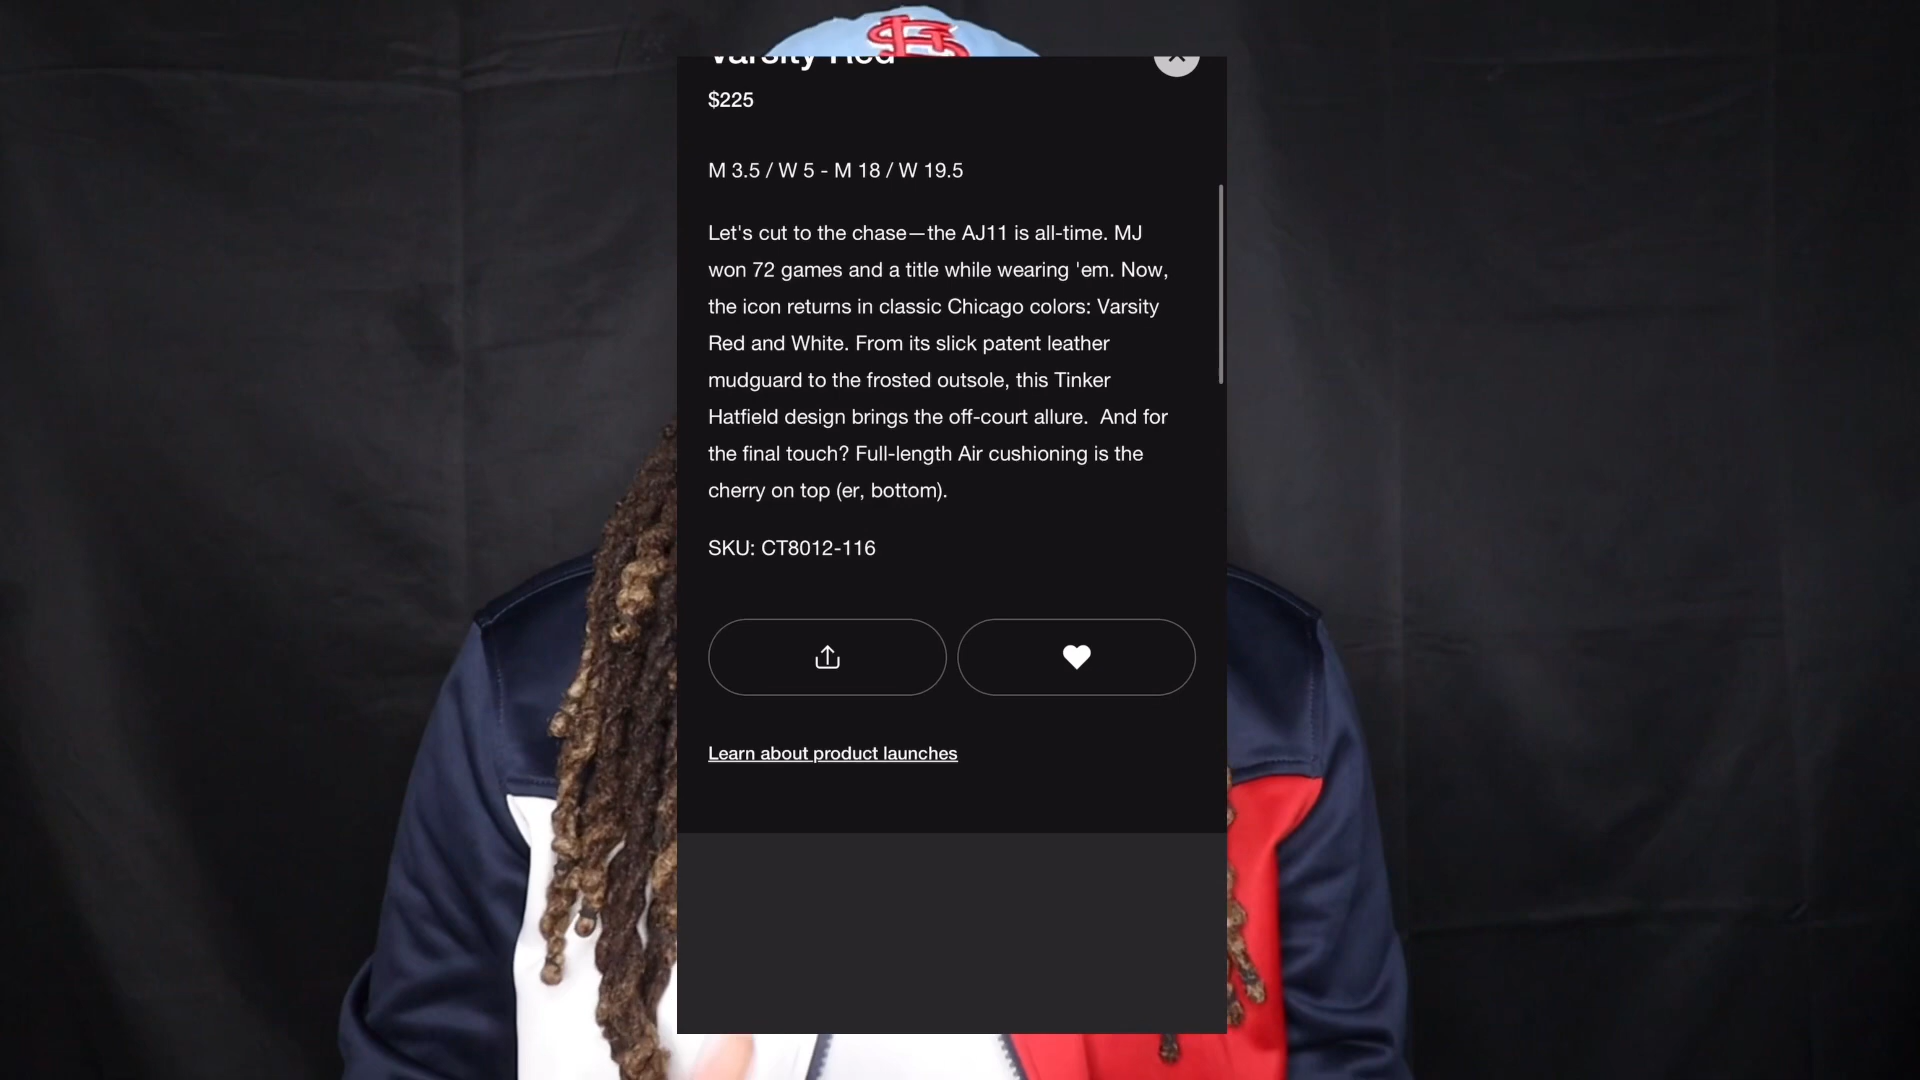 Varsity Red
$225
M 3.5 / W 5 - M 18 / W 19.5
Let's cut to the chase—the AJ11 is all-time. MJ
won 72 games and a title while wearing 'em. Now,
the icon returns in classic Chicago colors: Varsity
Red and White. From its slick patent leather
mudguard to the frosted outsole, this Tinker
Hatfield design brings the off-court allure.  And for
the final touch? Full-length Air cushioning is the
cherry on top (er, bottom).
SKU: CT8012-116
Learn about product launches